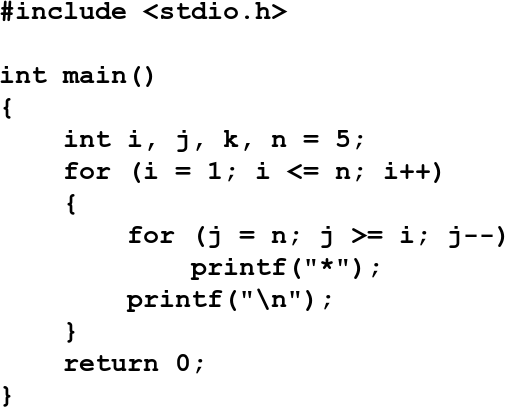 #include <stdio.h>

int main()
{
    int i, j, k, n = 5;
    for (i = 1; i <= n; i++)
    {
        for (j = n; j >= i; j--)
            printf("*");
        printf("\n");
    }
    return 0;
}